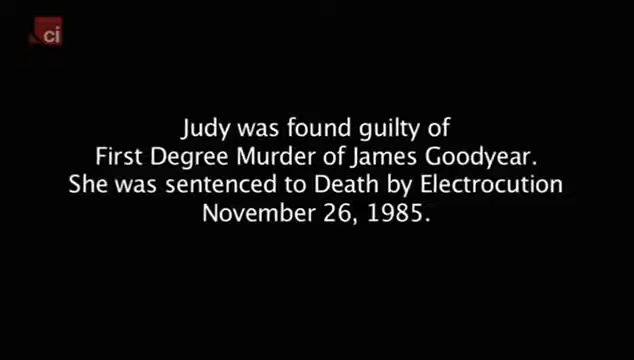 ci
Judy was found guilty of
First Degree Murder of James Goodyear.
She was sentenced to Death by Electrocution
November 26, 1985.